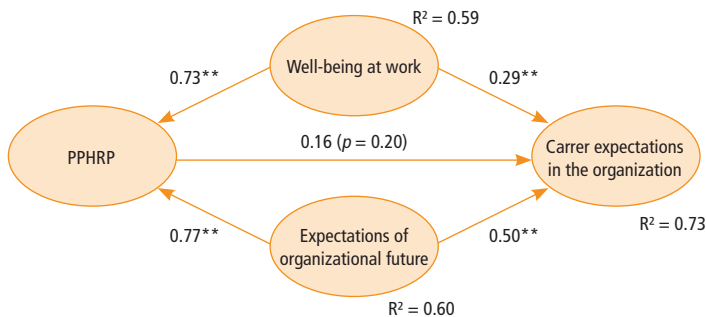 R² = 0.59
Well-being at work
0.73**
0.29**
0.16 (p = 0.20)
PPHRP
Carrer expectations
in the organization
R² = 0.73
0.77**
Expectations of
organizational future
0.50**
R² = 0.60